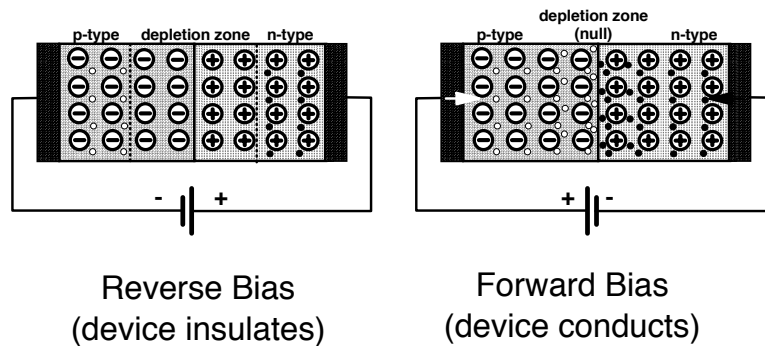 p-type depletion zone n-type
- +
Reverse Bias
(device insulates)
depletion zone
(null)
p-type n-type
+ -
Forward Bias
(device conducts)